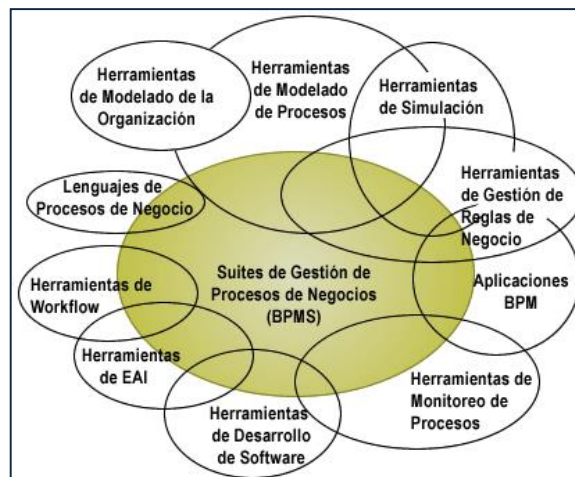 Herramientas
de Modelado de la
Organización
Herramientas
de Modelado
de Procesos
Herramientas
de Simulación
Lenguajes de
Procesos de Negocio
Herramientas
de Gestión de
Reglas de
Negocio
Herramientas de
Workflow
Suites de Gestión de
Procesos de Negocios
(BPMS)
Aplicaciones
BPM
Herramientas
de EAI
Herramientas
de Desarrollo
de Software
Herramientas de
Monitoreo de
Procesos